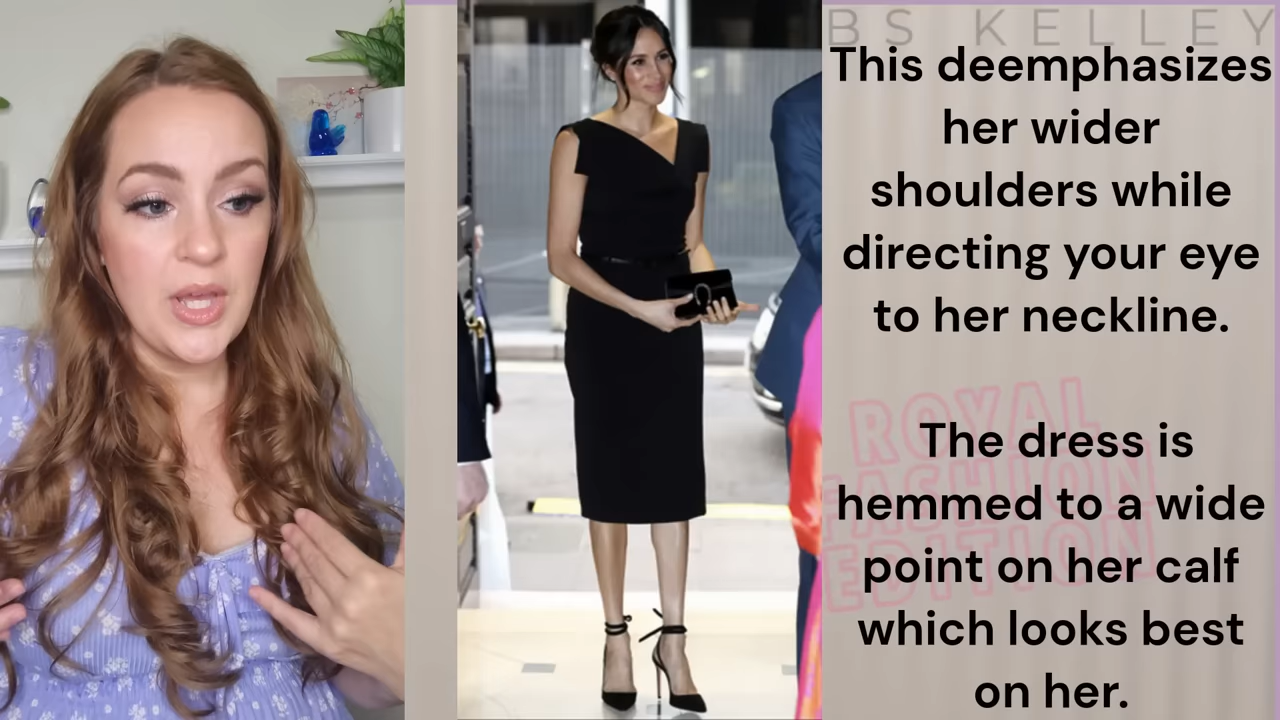 BS KELLEY
This deemphasizes
her wider
shoulders while
directing your eye
to her neckline.
ROYAL
The dress is
FASHION
hemmed to a wide
EDITION
point on her calf
which looks best
on her.